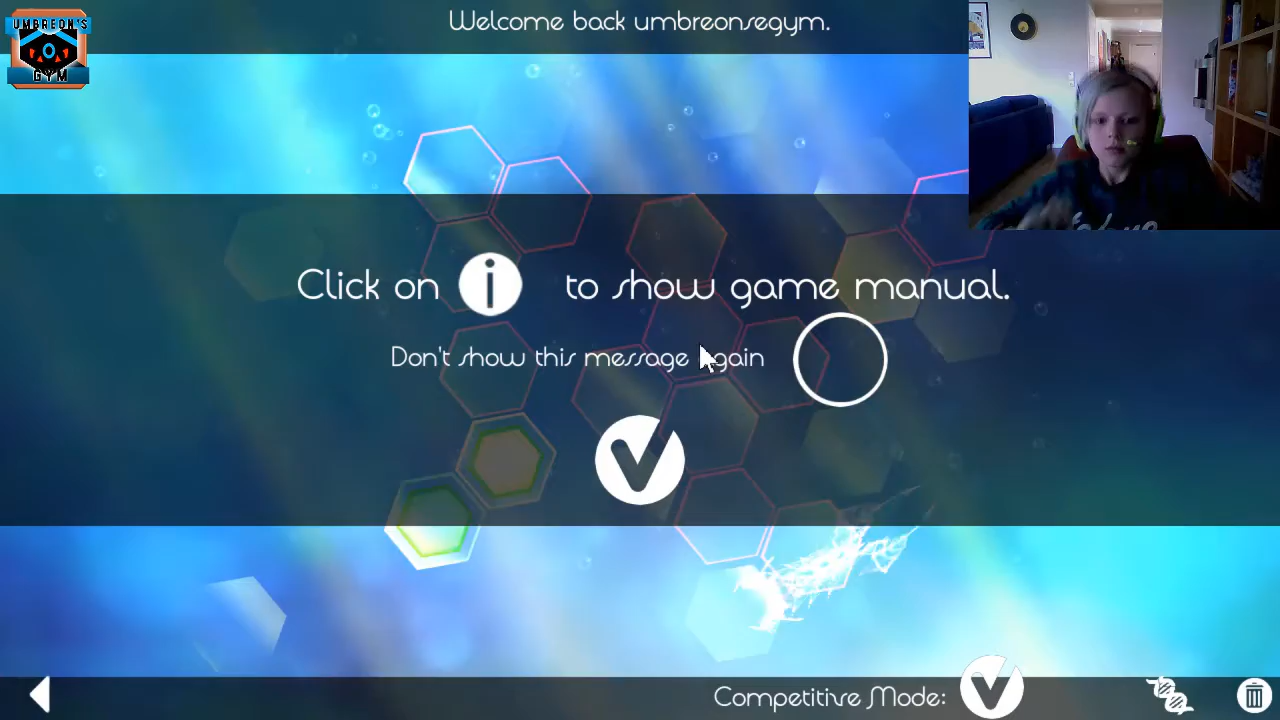 UMBREON'S
GYM
Welcome back umbreonsegym.
Click on i to show game manual.
Don't show this message again
Competitive Mode: